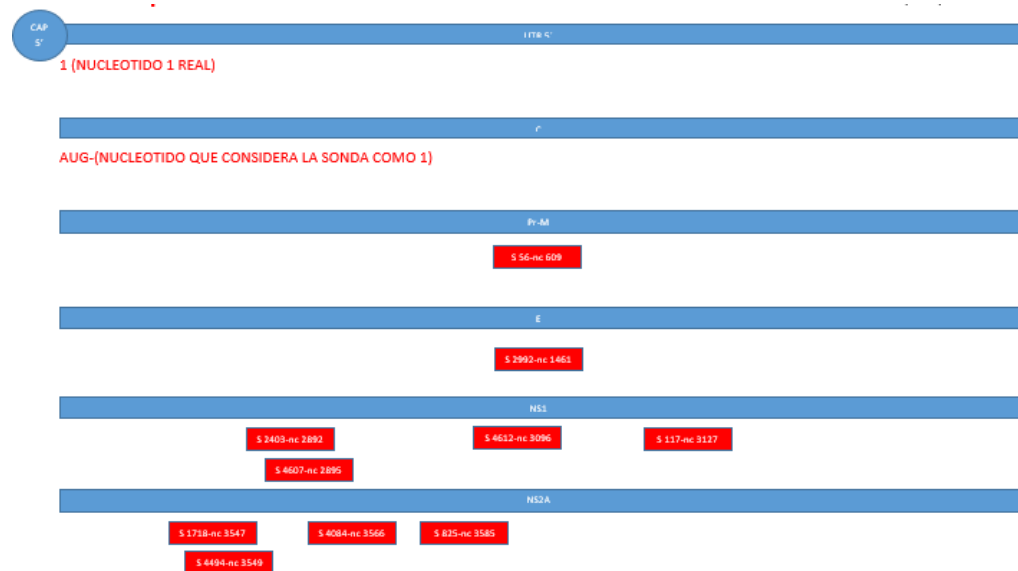 CAP
5'
UTR 5'
1 (NUCLEOTIDO 1 REAL)
C
AUG-(NUCLEOTIDO QUE CONSIDERA LA SONDA COMO 1)
Pr-M
S 56-nc 609
E
S 2992-nc 1461
NS1
S 2403-nc 2892
S 4612-nc 3096
S 117-nc 3127
S 4607-nc 2895
NS2A
S 1718-nc 3547
S 4084-nc 3566
S 825-nc 3585
S 4494-nc 3549